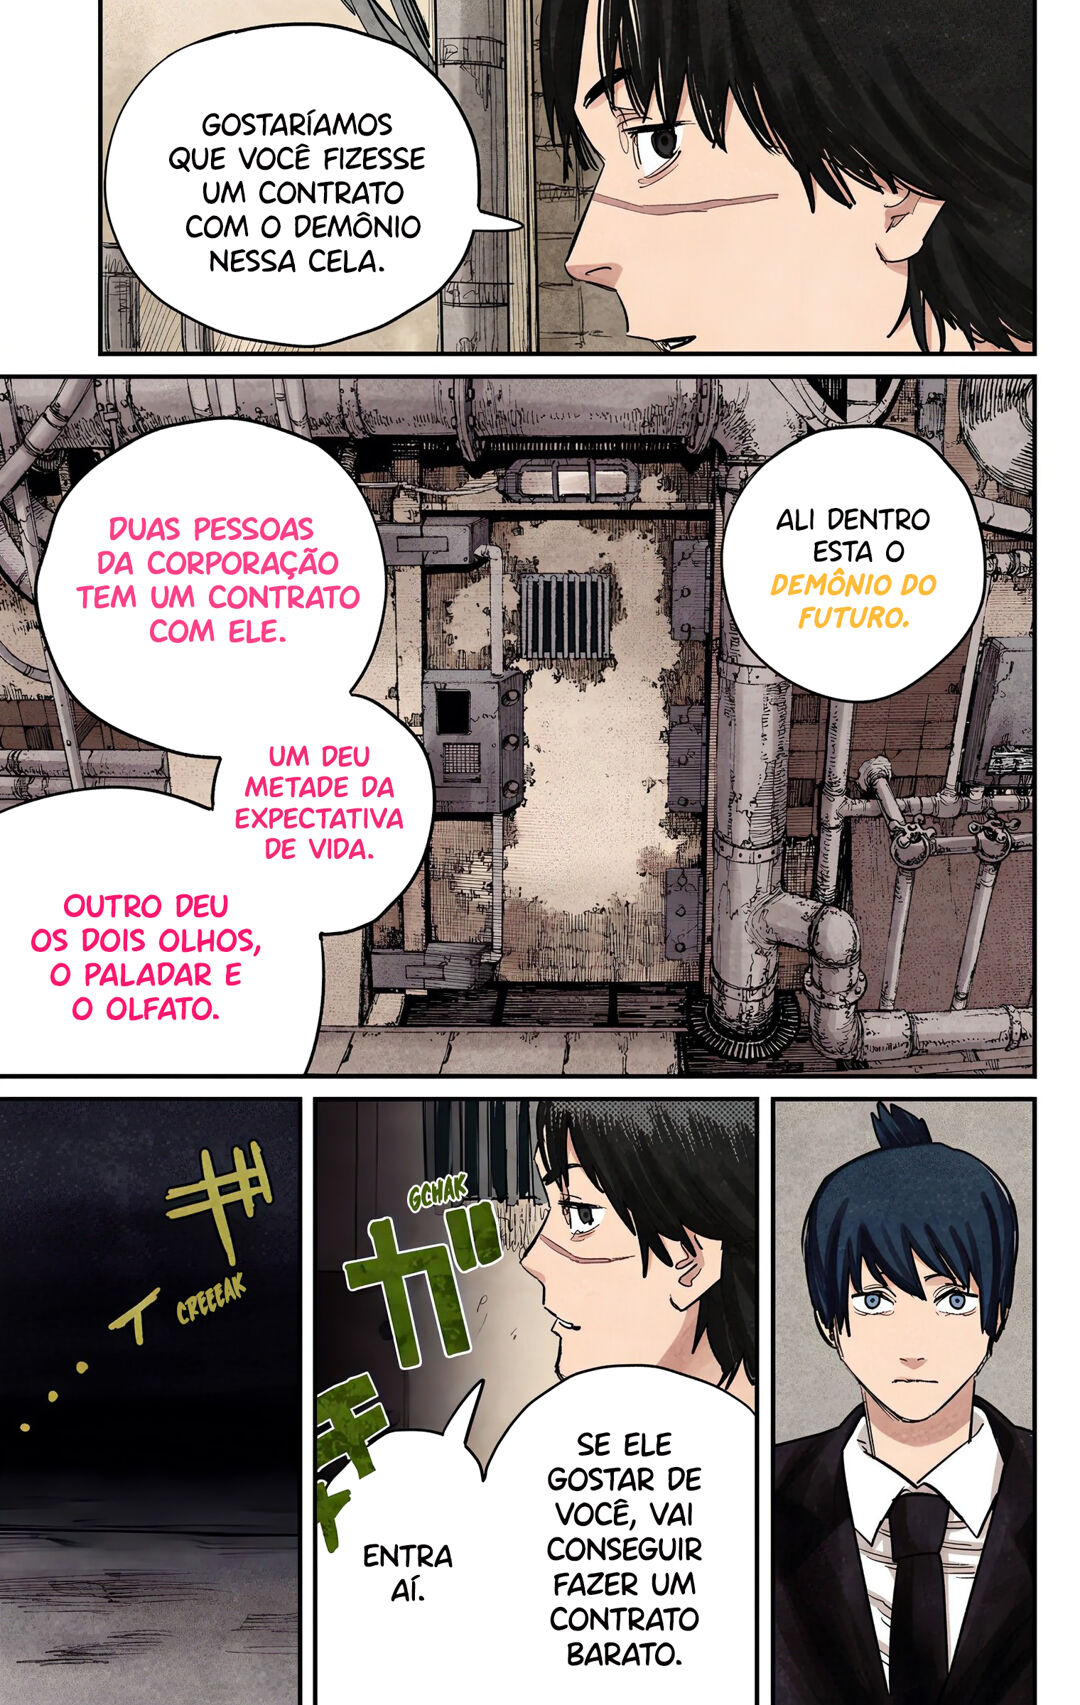 GOSTARÍAMOS
QUE VOCÊ FIZESSE
UM CONTRATO
COM O DEMÔNIO
NESSA CELA.
ALI DENTRO
ESTA O
DEMÔNIO DO
FUTURO.
DUAS PESSOAS
DA CORPORAÇÃO
TEM UM CONTRATO
COM ELE.
UM DEU
METADE DA
EXPECTATIVA
DE VIDA.
OUTRO DEU
OS DOIS OLHOS,
O PALADAR E
O OLFATO.
SE ELE
GOSTAR DE
VOCÊ, VAI
CONSEGUIR
FAZER UM
CONTRATO
BARATO.
GCHAK
ガチャ
ENTRA
AÍ.
ギイ
CREEEAK